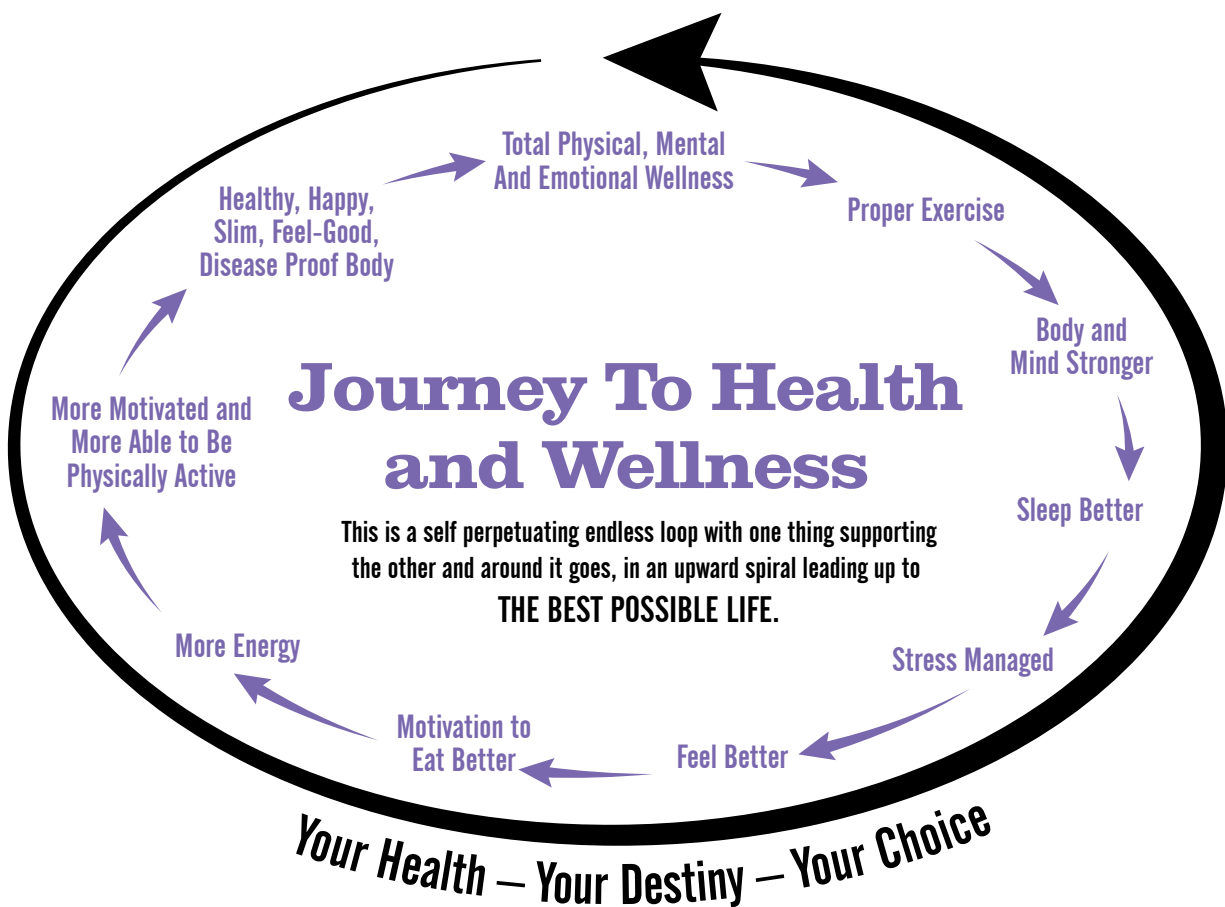 Total Physical, Mental
And Emotional Wellness
Proper Exercise
Body and
Mind Stronger
Sleep Better
Stress Managed
Feel Better
Motivation to
Eat Better
More Energy
More Motivated and
More Able to Be
Physically Active
Healthy, Happy,
Slim, Feel-Good,
Disease Proof Body
Journey To Health
and Wellness
This is a self perpetuating endless loop with one thing supporting
the other and around it goes, in an upward spiral leading up to
THE BEST POSSIBLE LIFE.
Your Health – Your Destiny – Your Choice